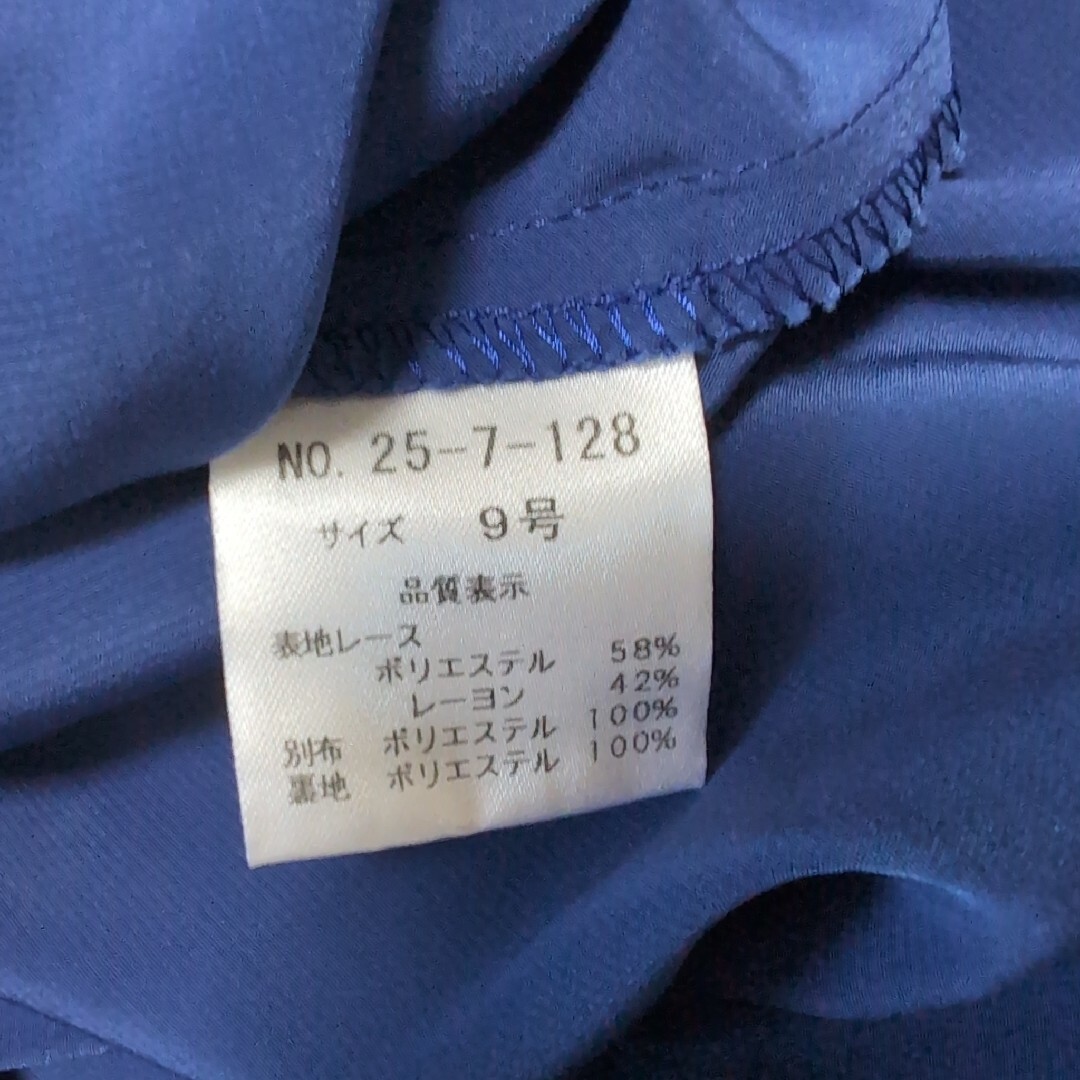 NO. 25-7-128
サイズ 9号
品質表示
表地レース
ポリエステル 58%
レーヨン 42%
別布 ポリエステル 100%
裏地 ポリエステル 100%